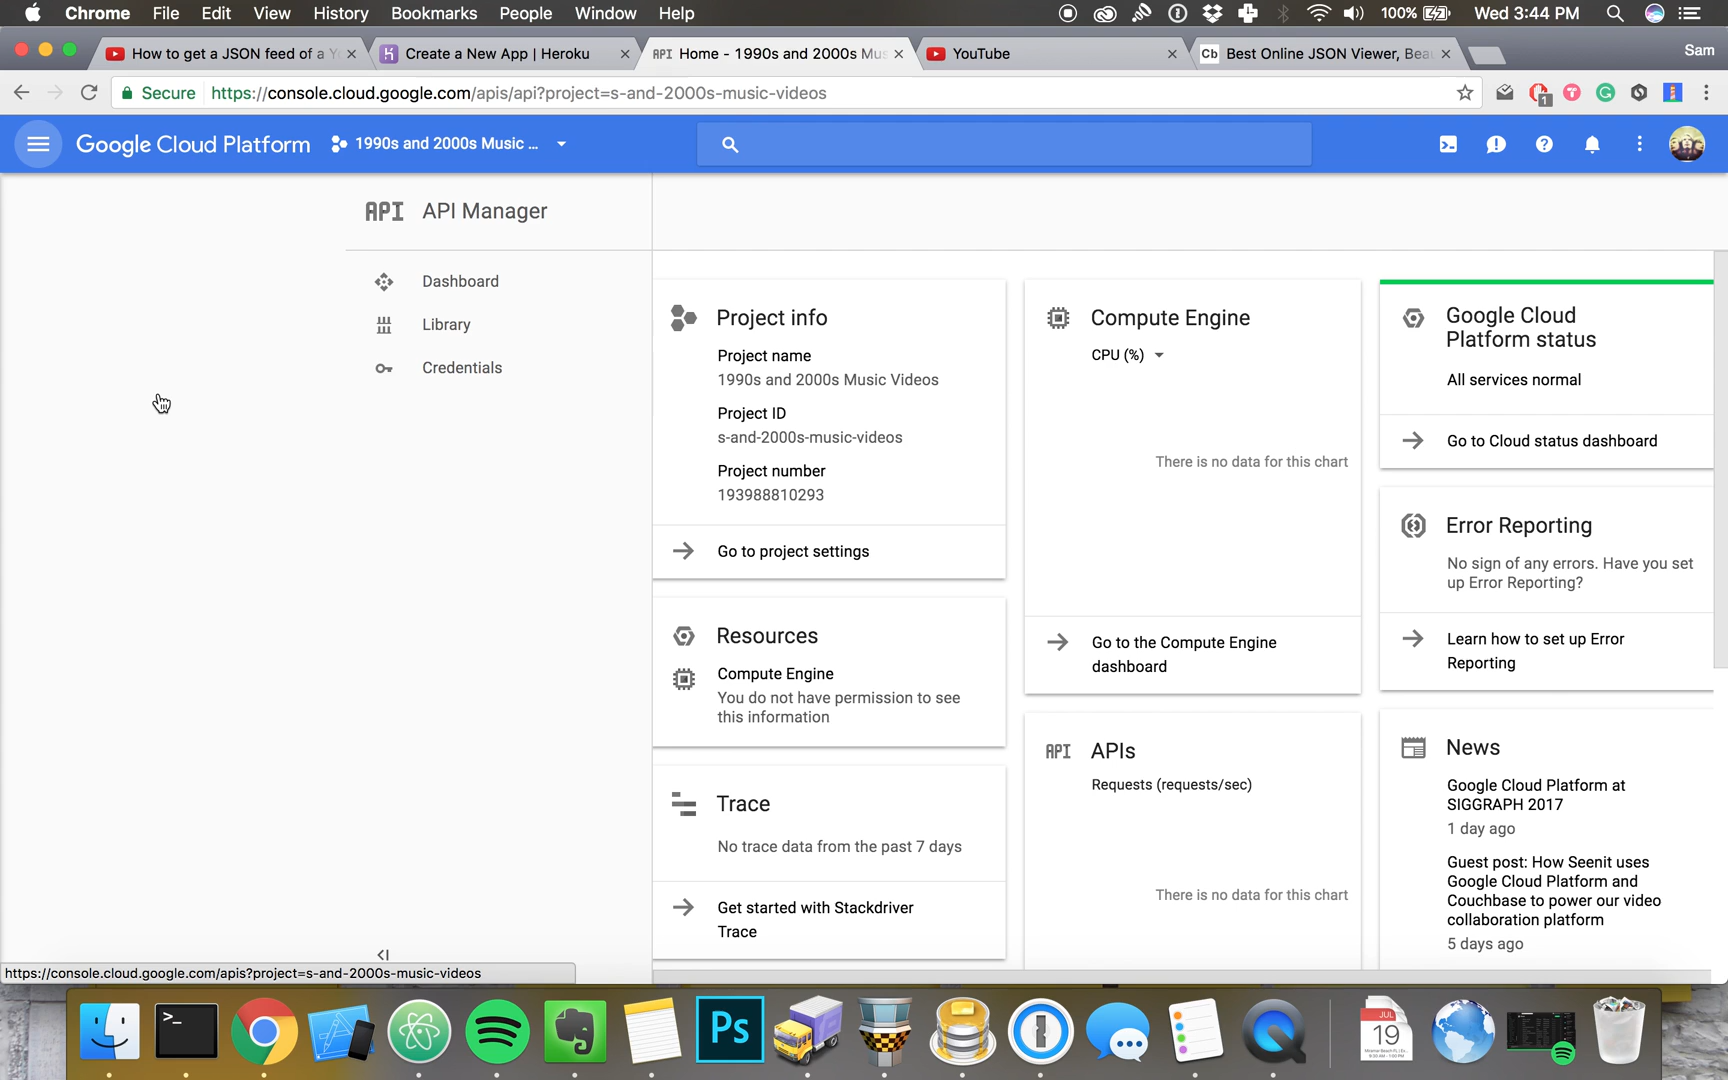 Chrome File Edit View History Bookmarks People Window Help
100% Wed 3:44 PM
How to get a JSON feed of a Y
Create a New App | Heroku
API Home - 1990s and 2000s Mus
YouTube
Cb Best Online JSON Viewer, Beau
Sam
Secure https://console.cloud.google.com/apis/api?project=s-and-2000s-music-videos
1
Google Cloud Platform
1990s and 2000s Music ...
API API Manager
Dashboard
Library
Credentials
Project info
Project name
1990s and 2000s Music Videos
Project ID
s-and-2000s-music-videos
Project number
193988810293
Go to project settings
Resources
Compute Engine
You do not have permission to see
this information
Trace
No trace data from the past 7 days
Get started with Stackdriver
Trace
Compute Engine
CPU (%)
There is no data for this chart
Go to the Compute Engine
dashboard
API APIs
Requests (requests/sec)
There is no data for this chart
Google Cloud
Platform status
All services normal
Go to Cloud status dashboard
Error Reporting
No sign of any errors. Have you set
up Error Reporting?
Learn how to set up Error
Reporting
News
Google Cloud Platform at
SIGGRAPH 2017
1 day ago
Guest post: How Seenit uses
Google Cloud Platform and
Couchbase to power our video
collaboration platform
5 days ago
https://console.cloud.google.com/apis?project=s-and-2000s-music-videos
>_
Ps
JUL
19